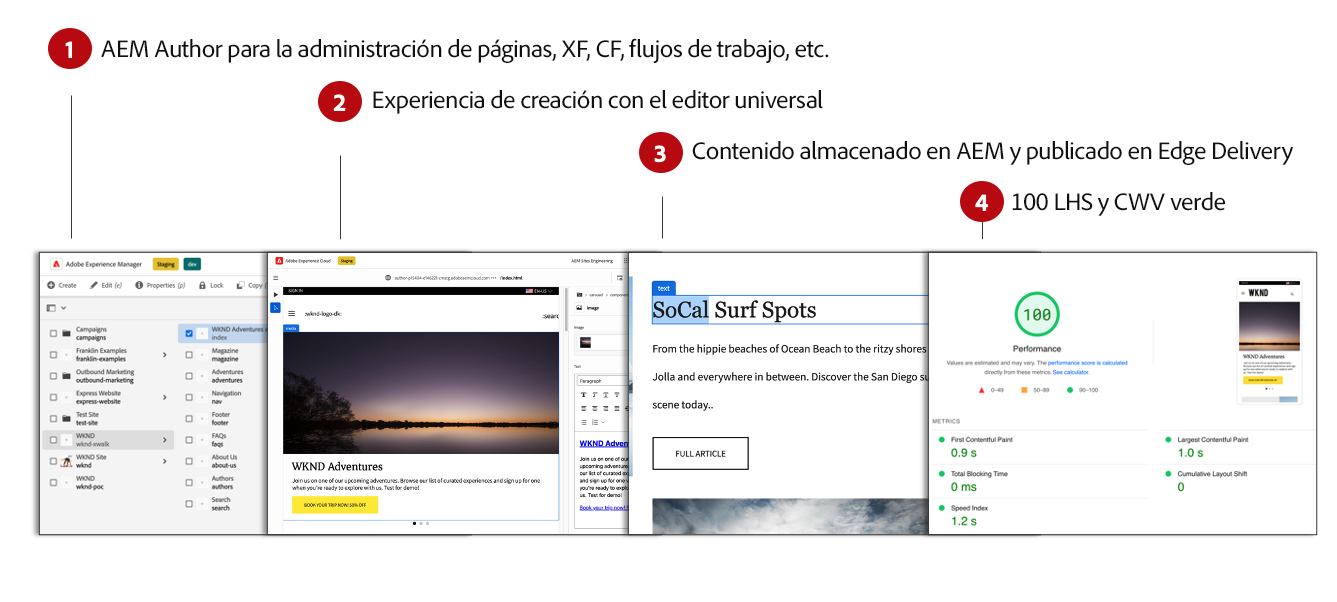 1 AEM Author para la administración de páginas, XF, CF, flujos de trabajo, etc.
2 Experiencia de creación con el editor universal
3 Contenido almacenado en AEM y publicado en Edge Delivery
4 100 LHS y CWV verde
Adobe Experience Manager Staging dev
Create Edit (e) Properties (p) Lock Copy
Campaigns
campaigns
Franklin Examples
franklin-examples
Outbound Marketing
outbound-marketing
Express Website
express-website
Test Site
test-site
WKND
wknd-xwalk
WKND Site
wknd
WKND
wknd-poc
WKND Adventures
index
Magazine
magazine
Adventures
adventures
Navigation
nav
Footer
footer
FAQs
faqs
About Us
about-us
Authors
authors
Search
search
Adobe Experience Cloud Staging AEM Sites Engineering
/index.html
SIGN IN EN-US
:wknd-logo-dk: :searc
media
WKND Adventures
Join us on one of our upcoming adventures. Browse our list of curated experiences and sign up for one
when you're ready to explore with us. Test for demo!
BOOK YOUR TRIP NOW! 50% OFF
carousel > componen
Image
Image
Text
Paragraph
T T T T
WKND Adven
Join us on one of o
upcoming adventures
our list of curated exp
and sign up for one
when you're ready to
explore with us. Test
us. Test for demo!
Book your trip now!
text
SoCal Surf Spots
From the hippie beaches of Ocean Beach to the ritzy shores
Jolla and everywhere in between. Discover the San Diego su
scene today..
FULL ARTICLE
100
Performance
Values are estimated and may vary. The performance score is calculated
directly from these metrics. See calculator.
0–49 50–89 90–100
WKND
WKND Adventures
METRICS
First Contentful Paint
0.9 s
Largest Contentful Paint
1.0 s
Total Blocking Time
0 ms
Cumulative Layout Shift
0
Speed Index
1.2 s